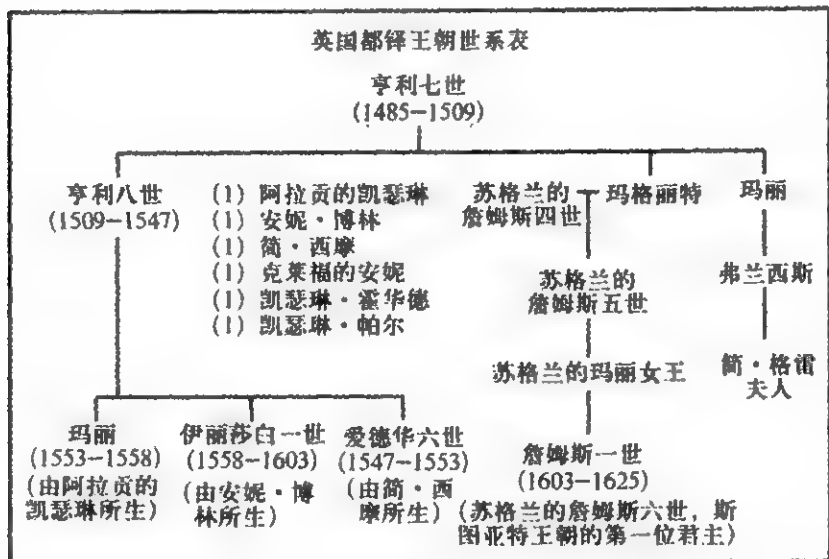 英国都铎王朝世系表
亨利七世
(1485-1509)
亨利八世
(1509-1547)
(1) 阿拉贡的凯瑟琳
(1) 安妮·博林
(1) 简·西摩
(1) 克莱福的安妮
(1) 凯瑟琳·霍华德
(1) 凯瑟琳·帕尔
苏格兰的
詹姆斯四世
玛格丽特
玛丽
苏格兰的
詹姆斯五世
弗兰西斯
苏格兰的玛丽女王
简·格雷
夫人
玛丽
(1553-1558)
(由阿拉贡的
凯瑟琳所生)
伊丽莎白一世
(1558-1603)
(由安妮·博
林所生)
爱德华六世
(1547-1553)
(由简·西
摩所生)
詹姆斯一世
(1603-1625)
(苏格兰的詹姆斯六世，斯
图亚特王朝的第一位君主)